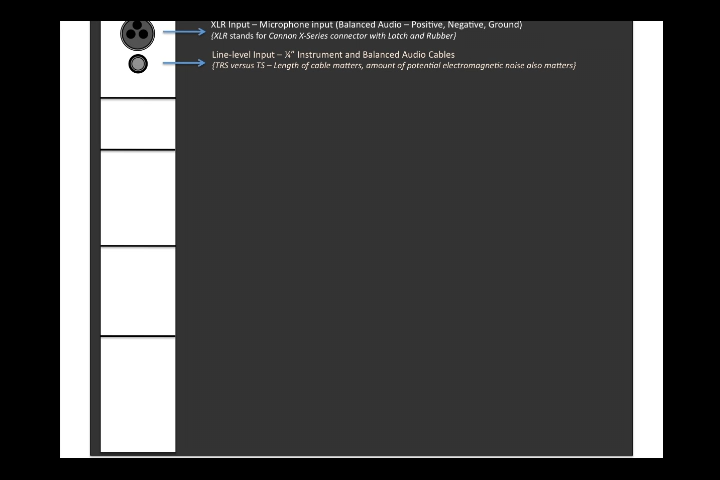 XLR Input – Microphone input (Balanced Audio – Positive, Negative, Ground)
{XLR stands for Cannon X-Series connector with Latch and Rubber}
Line-level Input – ¼” Instrument and Balanced Audio Cables
{TRS versus TS – Length of cable matters, amount of potential electromagnetic noise also matters}